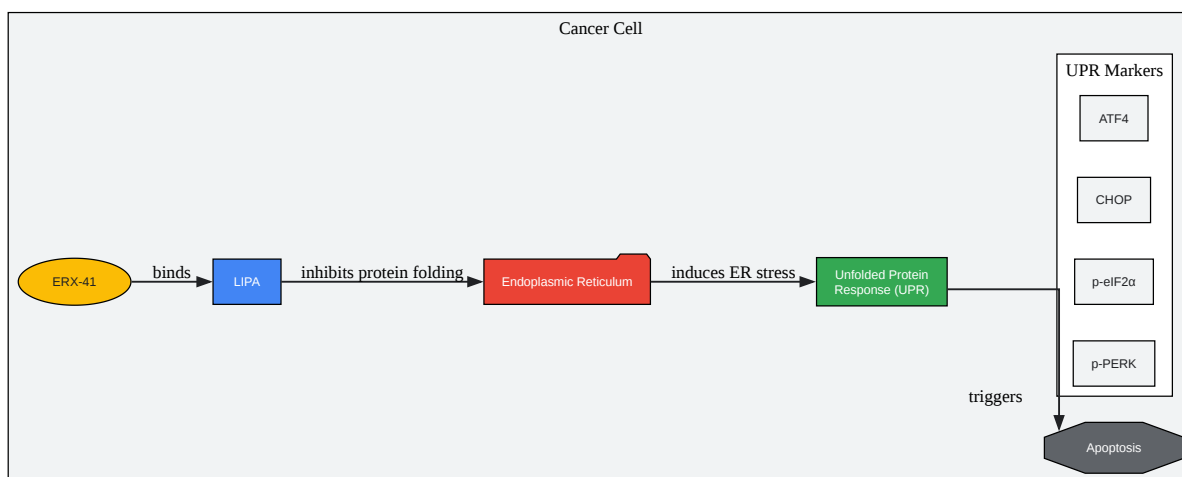 Cancer Cell
UPR Markers
ATF4
CHOP
p-eIF2α
p-PERK
ERX-41
binds
LIPA
inhibits protein folding
Endoplasmic Reticulum
induces ER stress
Unfolded Protein
Response (UPR)
triggers
Apoptosis